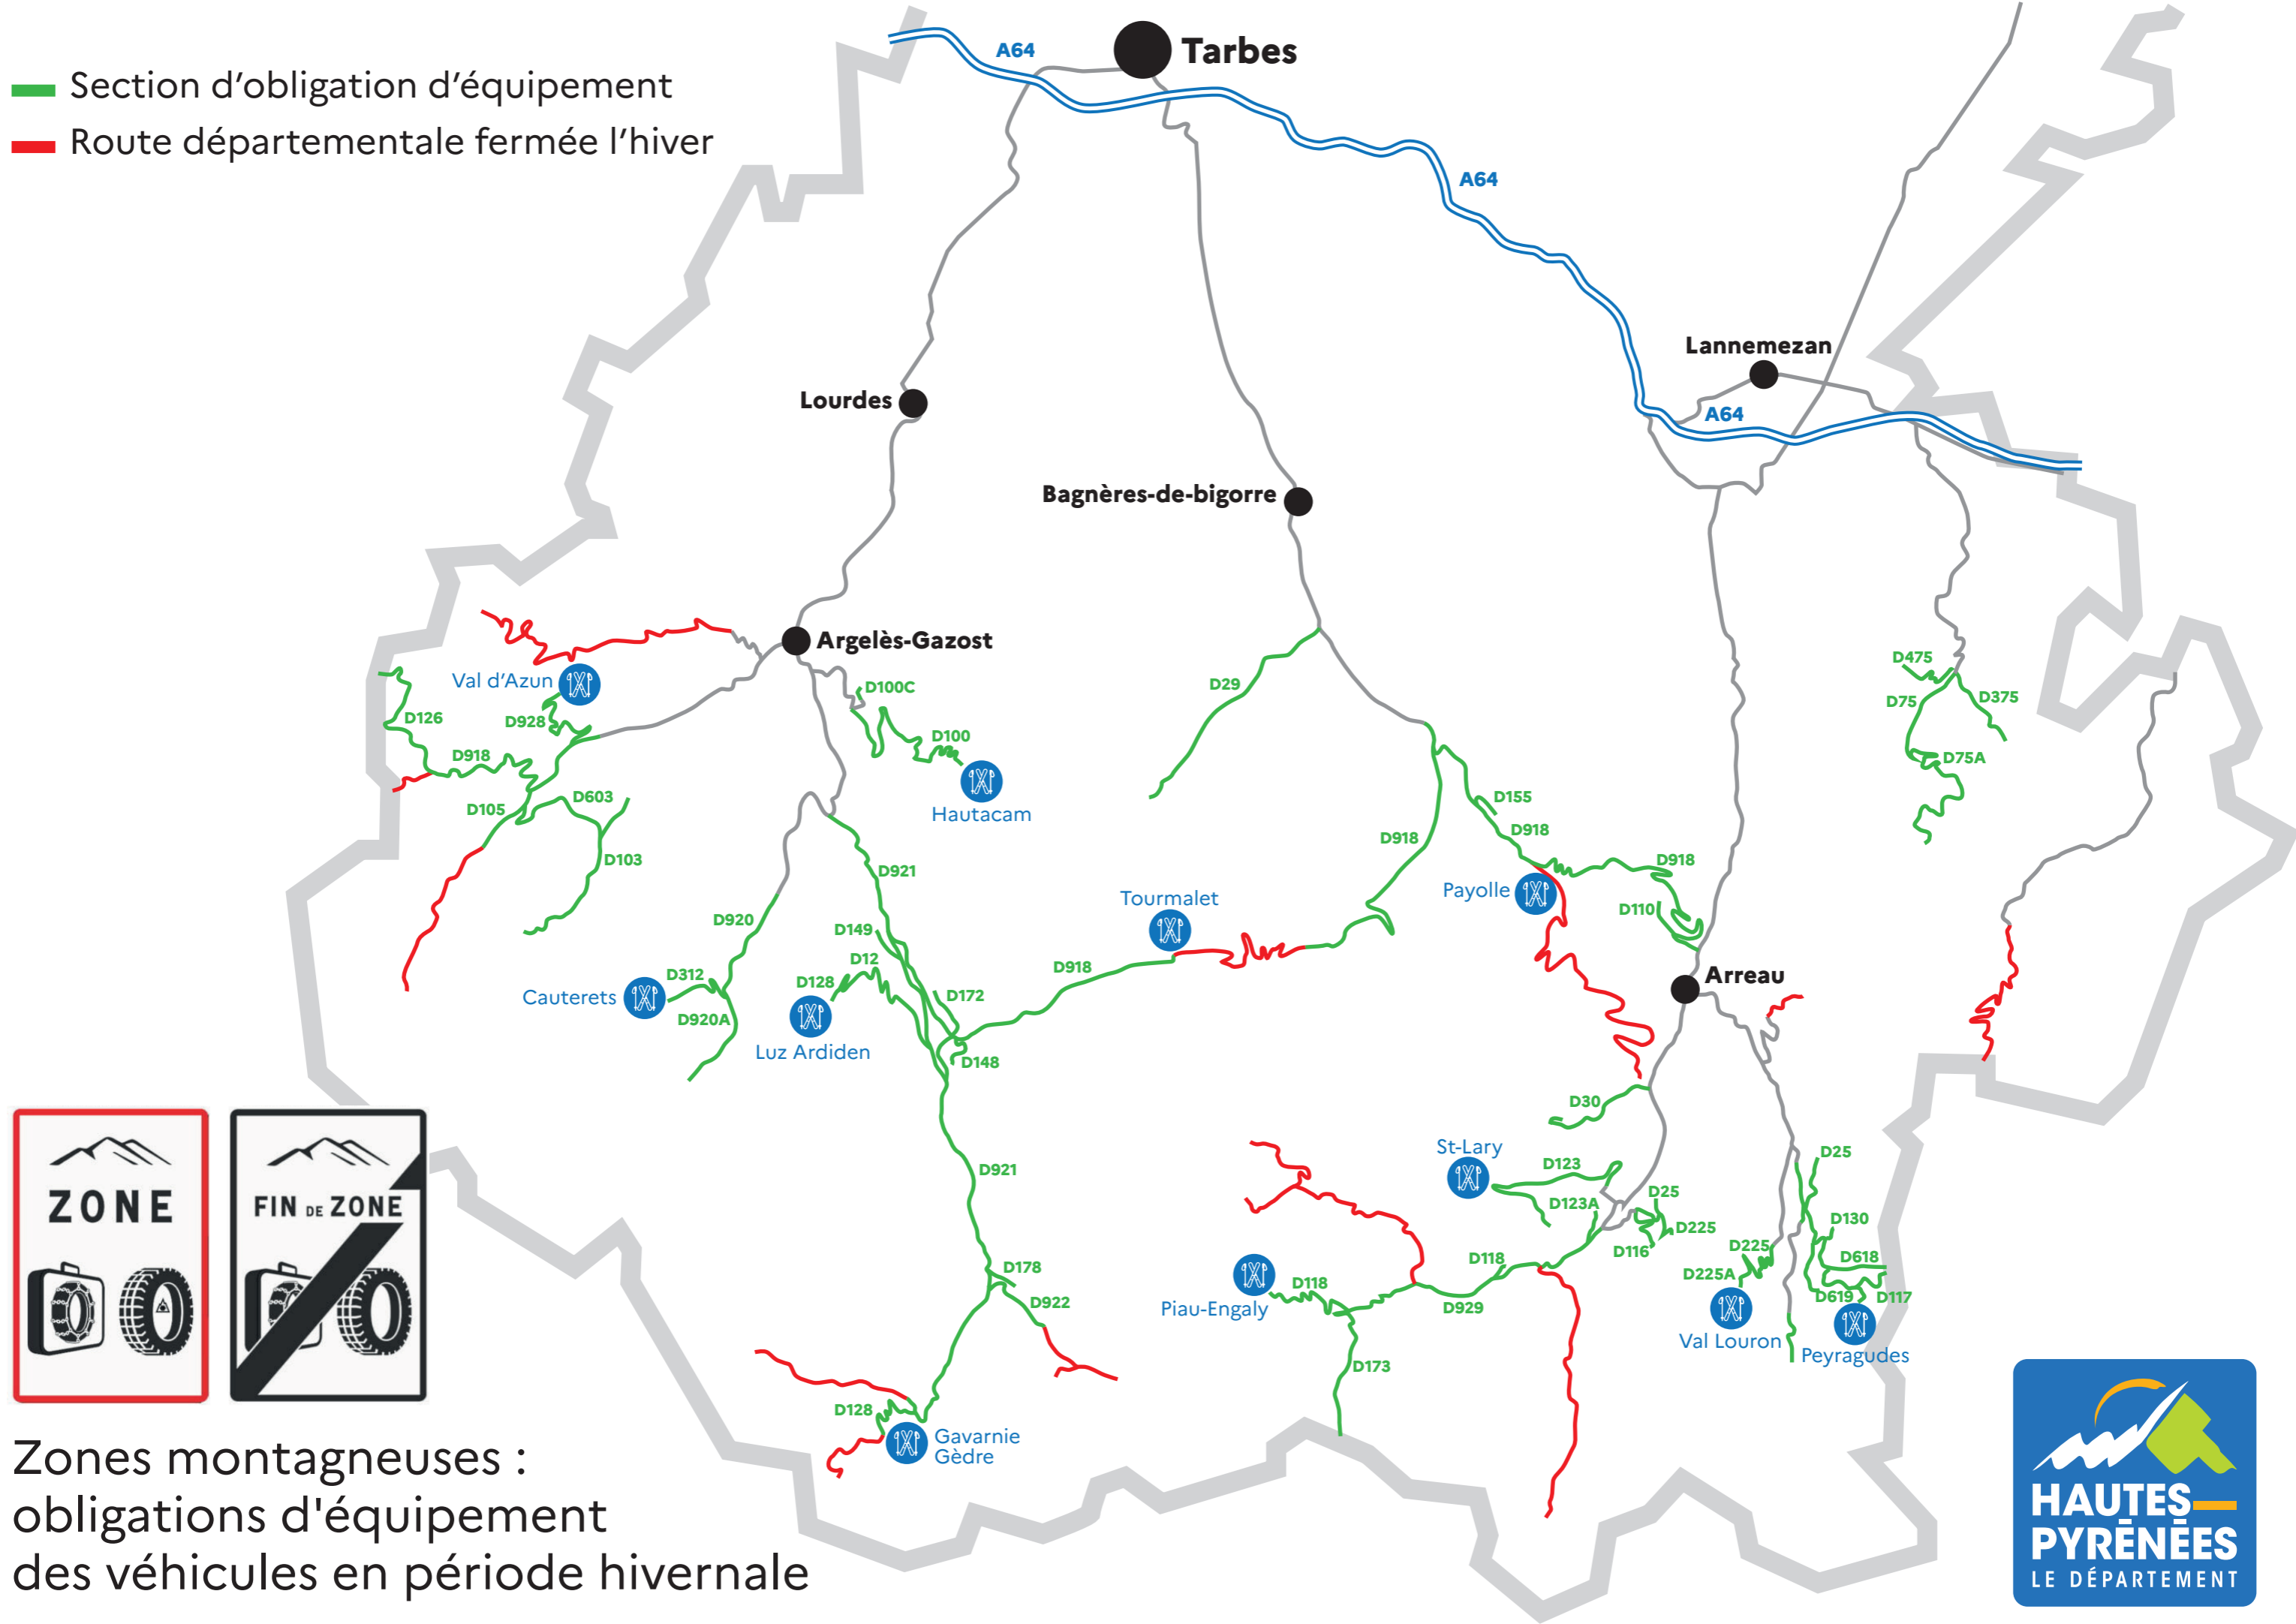 Section d’obligation d’équipement
Route départementale fermée l’hiver
A64
Tarbes
A64
Lannemezan
A64
Lourdes
Bagnères-de-bigorre
Argelès-Gazost
Val d’Azun
D126
D928
D918
D105
D603
D103
D100C
D100
Hautacam
D29
D475
D75
D375
D75A
D155
D918
D918
D918
D110
Payolle
Tourmalet
D921
D920
D149
D12
D128
D312
Cauterets
D920A
Luz Ardiden
D172
D918
D148
Arreau
D30
St-Lary
D123
D123A
D25
D225
D116
D25
D130
D225
D618
D225A
D619
D117
Val Louron
Peyragudes
D921
D178
D922
D118
D118
D929
Piau-Engaly
D173
D128
Gavarnie
Gèdre
ZONE
FIN DE ZONE
Zones montagneuses :
obligations d'équipement
des véhicules en période hivernale
HAUTES
PYRÉNÉES
LE DÉPARTEMENT